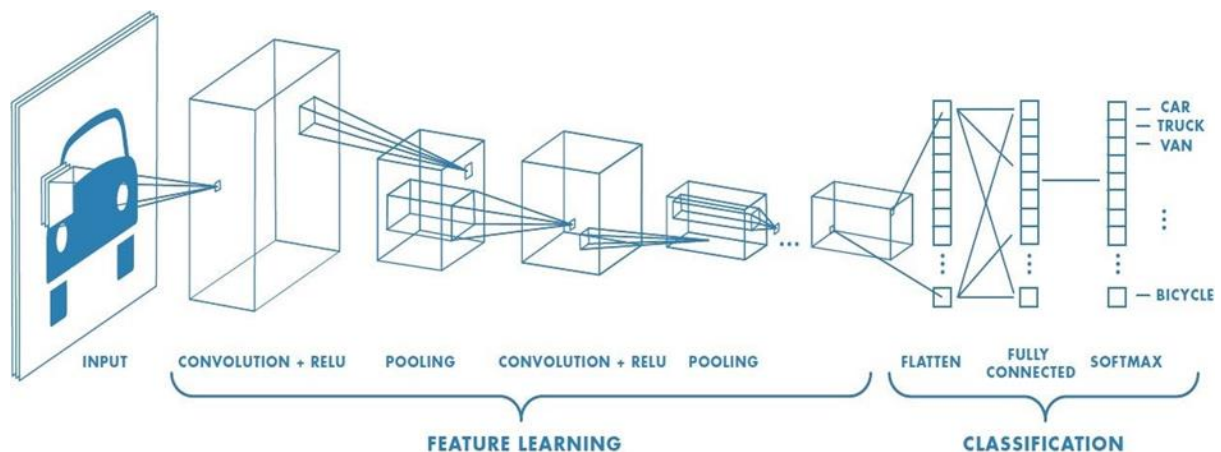 CAR
TRUCK
VAN
BICYCLE
INPUT
CONVOLUTION + RELU
POOLING
CONVOLUTION + RELU
POOLING
FLATTEN
FULLY
CONNECTED
SOFTMAX
FEATURE LEARNING
CLASSIFICATION